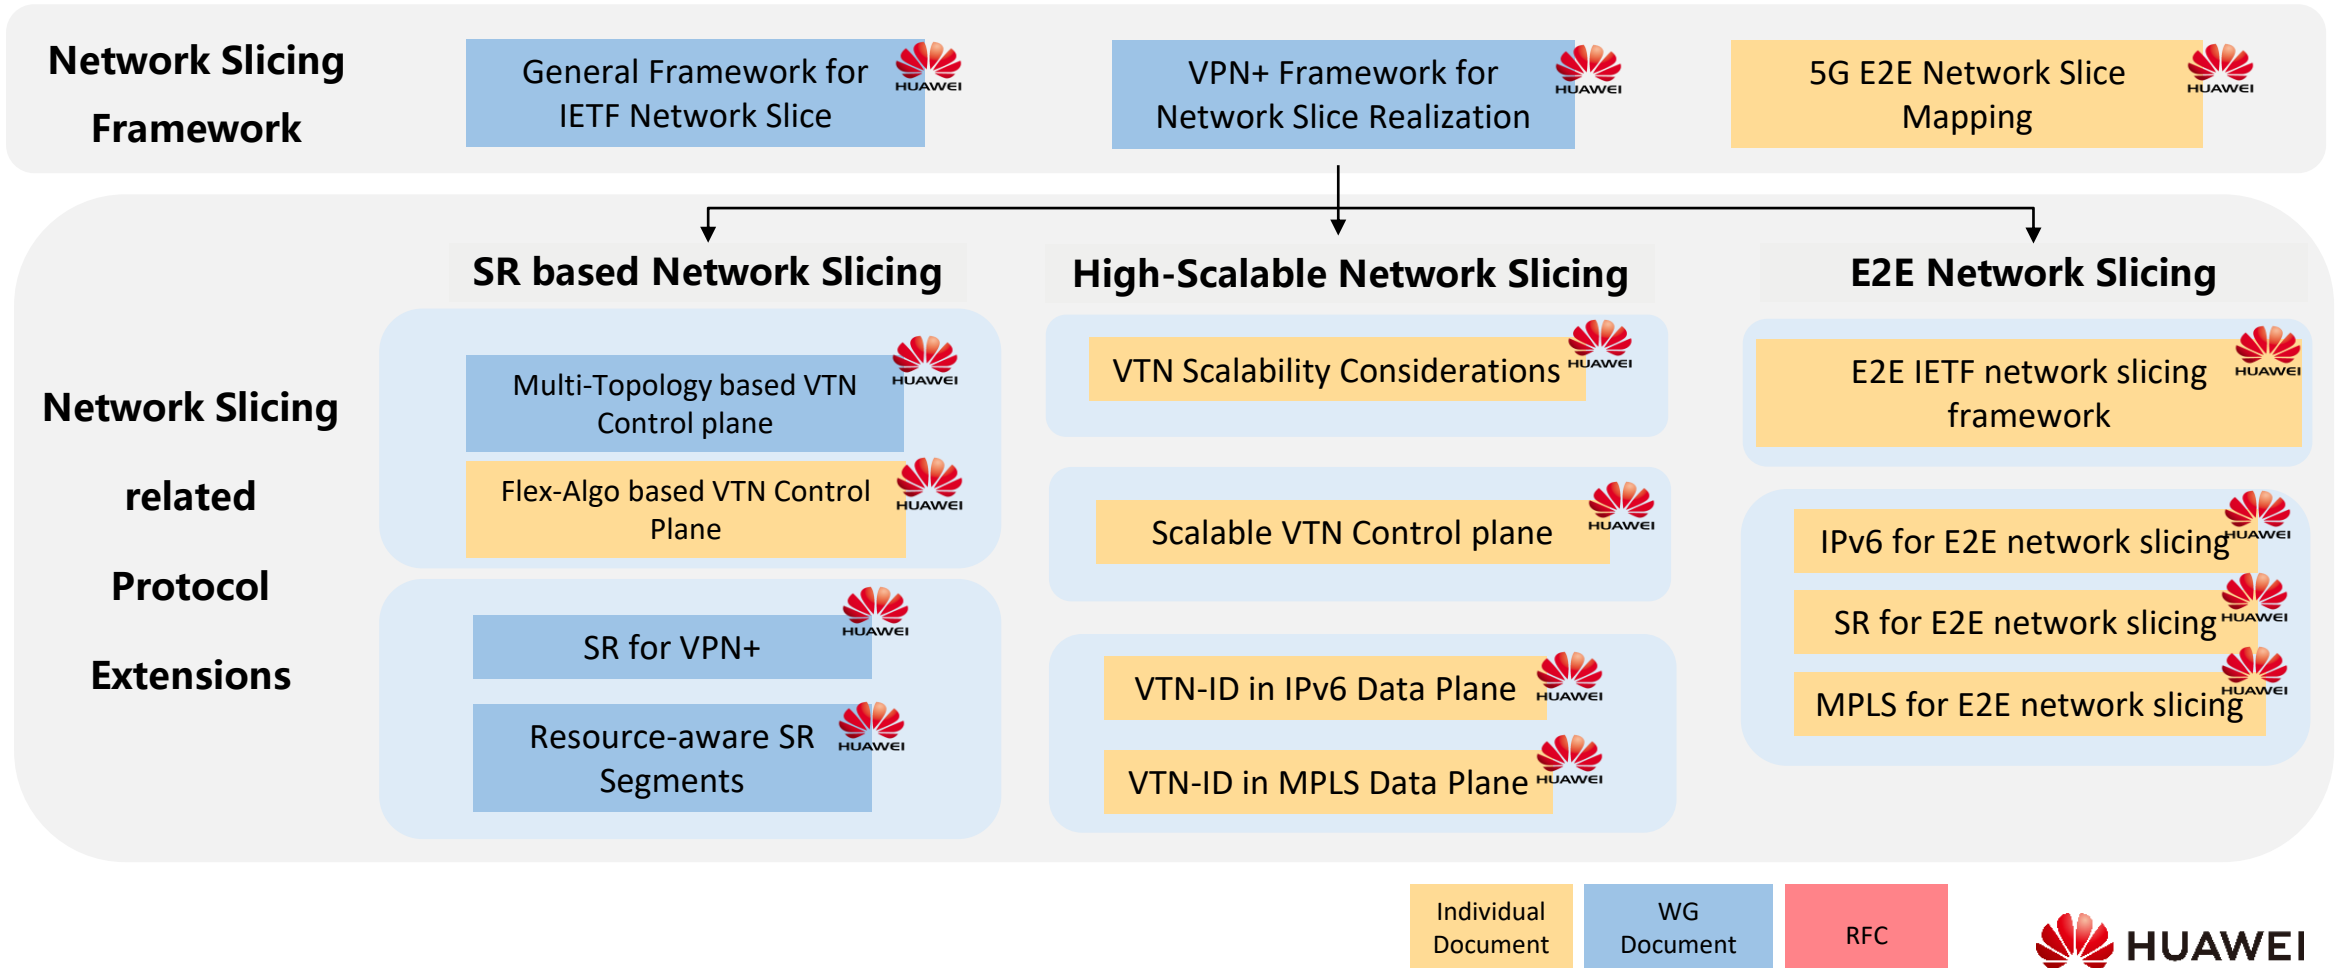 Network Slicing
Framework
General Framework for
IETF Network Slice
HUAWEI
VPN+ Framework for
Network Slice Realization
HUAWEI
5G E2E Network Slice
Mapping
HUAWEI
Network Slicing
related
Protocol
Extensions
SR based Network Slicing
Multi-Topology based VTN
Control plane
HUAWEI
Flex-Algo based VTN Control
Plane
HUAWEI
SR for VPN+
HUAWEI
Resource-aware SR
Segments
HUAWEI
High-Scalable Network Slicing
VTN Scalability Considerations
HUAWEI
Scalable VTN Control plane
HUAWEI
VTN-ID in IPv6 Data Plane
HUAWEI
VTN-ID in MPLS Data Plane
HUAWEI
E2E Network Slicing
E2E IETF network slicing
framework
HUAWEI
IPv6 for E2E network slicing
HUAWEI
SR for E2E network slicing
HUAWEI
MPLS for E2E network slicing
HUAWEI
Individual
Document
WG
Document
RFC
HUAWEI